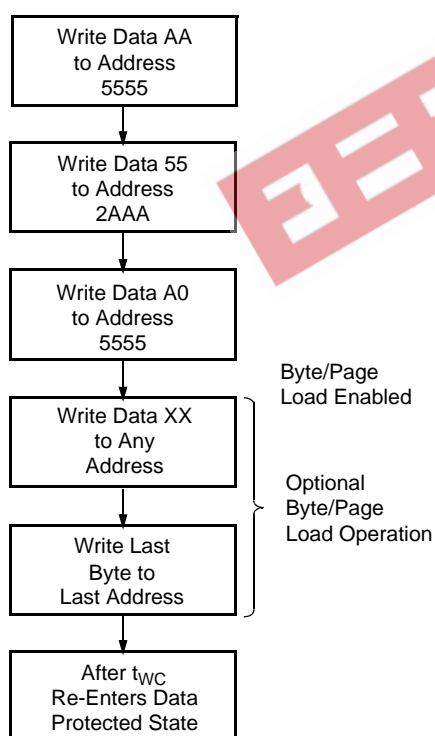 Write Data AA
to Address
5555
Write Data 55
to Address
2AAA
Write Data A0
to Address
5555
Byte/Page
Load Enabled
Write Data XX
to Any
Address
Optional
Byte/Page
Load Operation
Write Last
Byte to
Last Address
After tWC
Re-Enters Data
Protected State